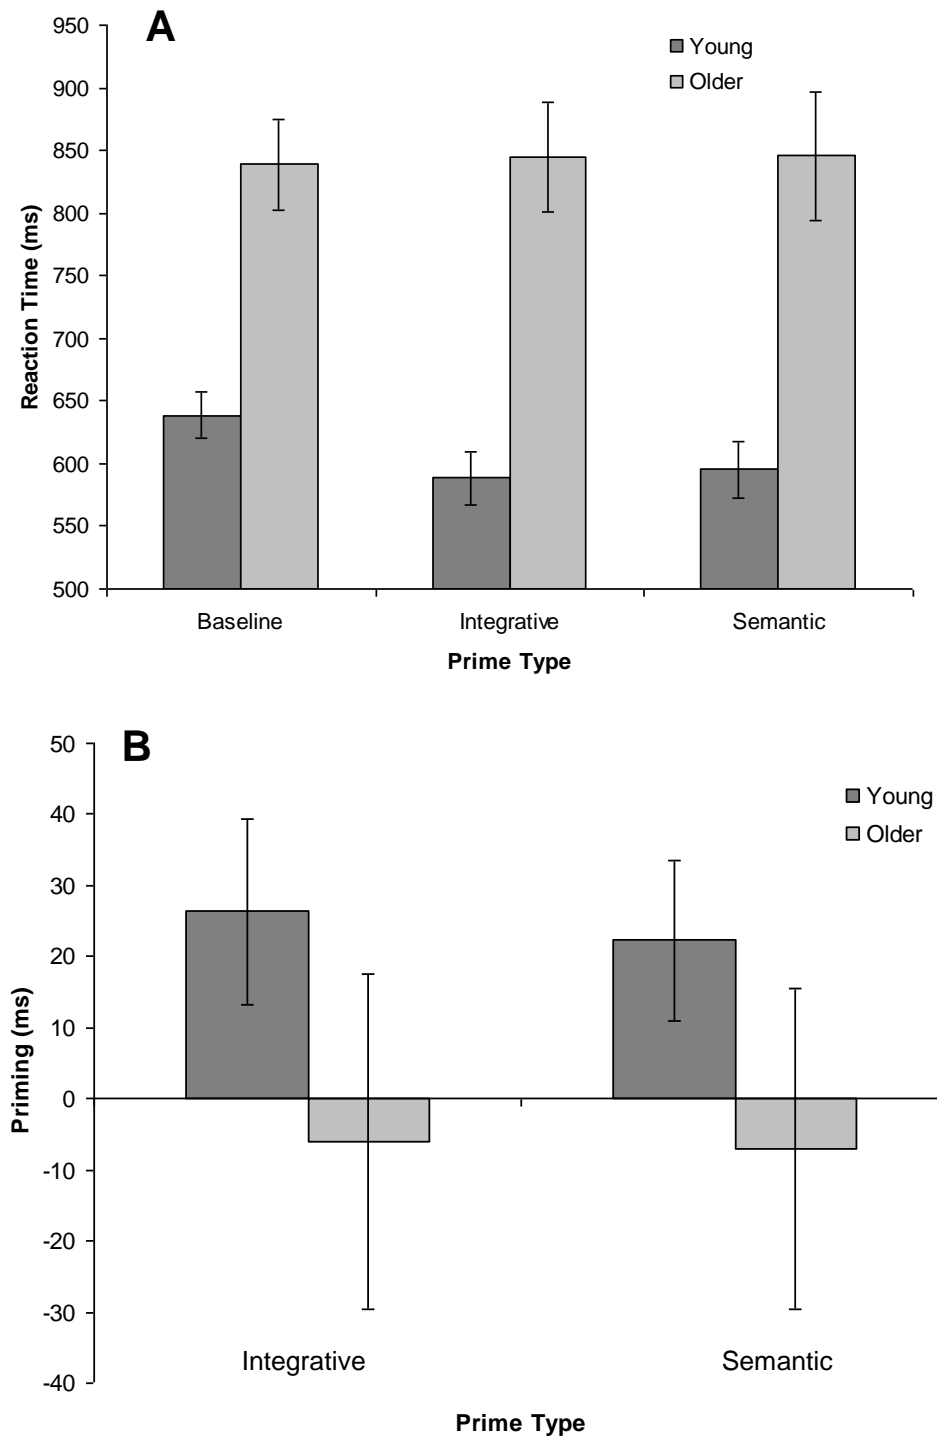 A
950
900
850
800
750
700
650
600
550
500
Reaction Time (ms)
Young
Older
Baseline
Integrative
Semantic
Prime Type
B
50
40
30
20
10
0
-10
-20
-30
-40
Priming (ms)
Young
Older
Integrative
Semantic
Prime Type